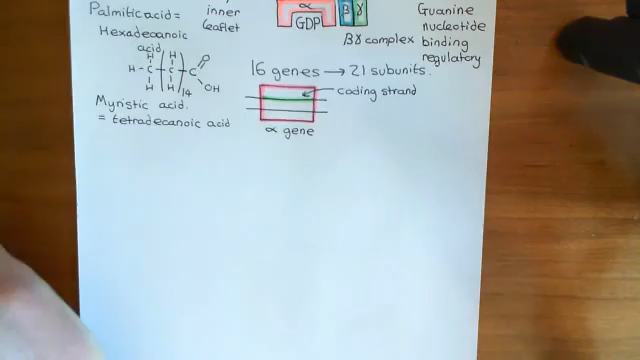 Palmitic acid =
Hexadecanoic
acid
inner
leaflet
α
GDP
β γ
βγ complex
Guanine
nucleotide
binding
regulatory
H H
H-C-C-C O
H H OH
14
Myristic acid.
= tetradecanoic acid
16 genes → 21 subunits.
coding strand
α gene